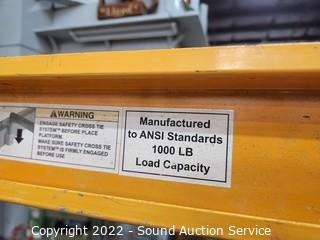 WARNING
ENGAGE SAFETY CROSS TIE
SYSTEM™ BEFORE PLACE
PLATFORM.
MAKE SURE SAFETY CROSS TIE
SYSTEM™ IS FIRMLY ENGAGED
BEFORE USE
Manufactured
to ANSI Standards
1000 LB
Load Capacity
Copyright 2022 - Sound Auction Service